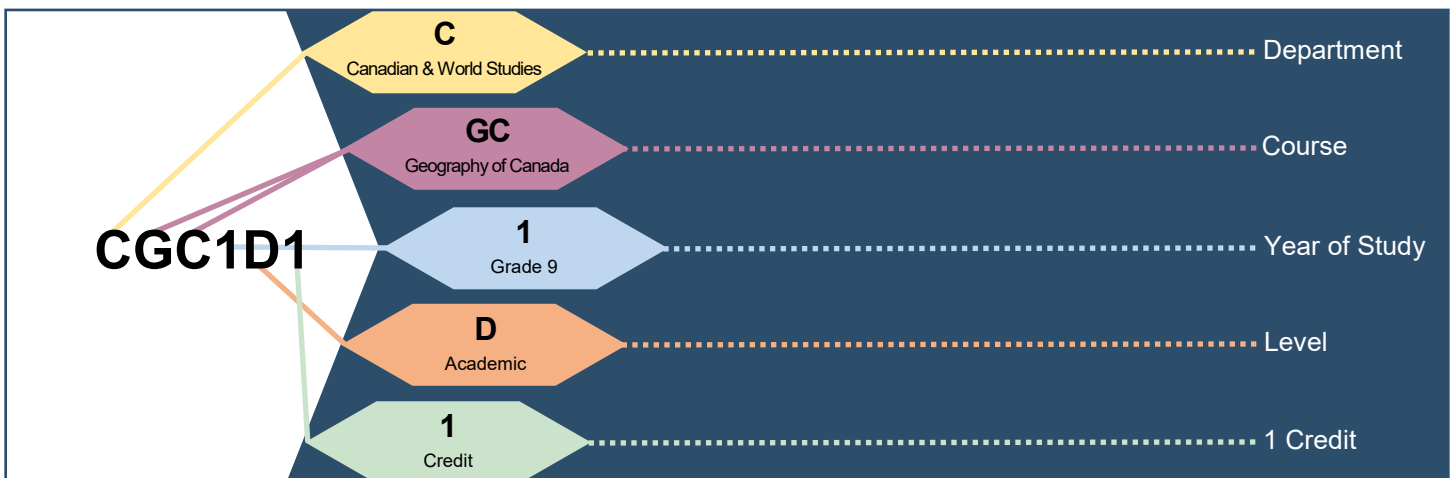 C
Canadian & World Studies
Department
GC
Geography of Canada
Course
CGC1D1
1
Grade 9
Year of Study
D
Academic
Level
1
Credit
1 Credit